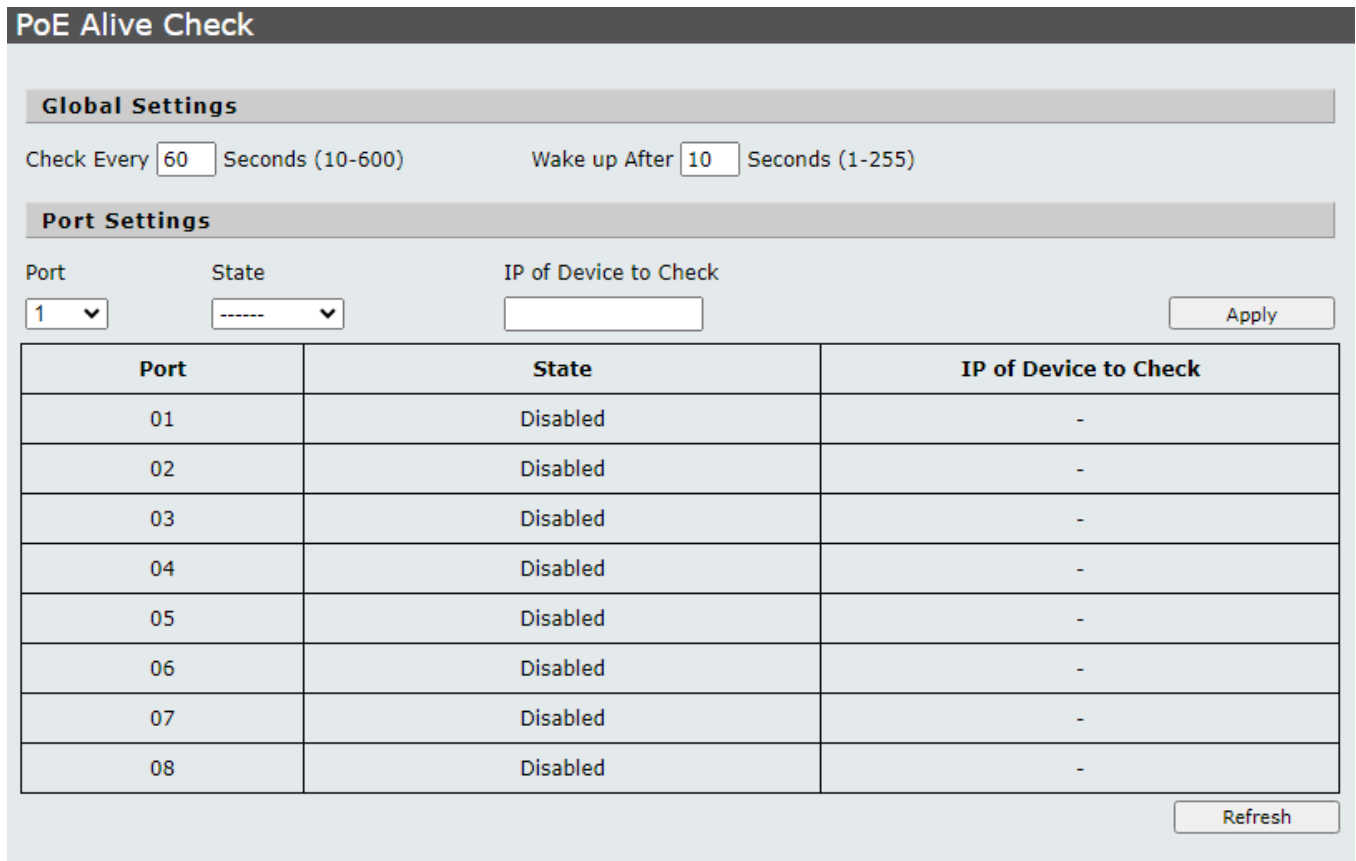 PoE Alive Check
Global Settings
Check Every 60 Seconds (10-600) Wake up After 10 Seconds (1-255)
Port Settings
Port State IP of Device to Check
1 ------ Apply
Port State IP of Device to Check
01 Disabled -
02 Disabled -
03 Disabled -
04 Disabled -
05 Disabled -
06 Disabled -
07 Disabled -
08 Disabled -
Refresh